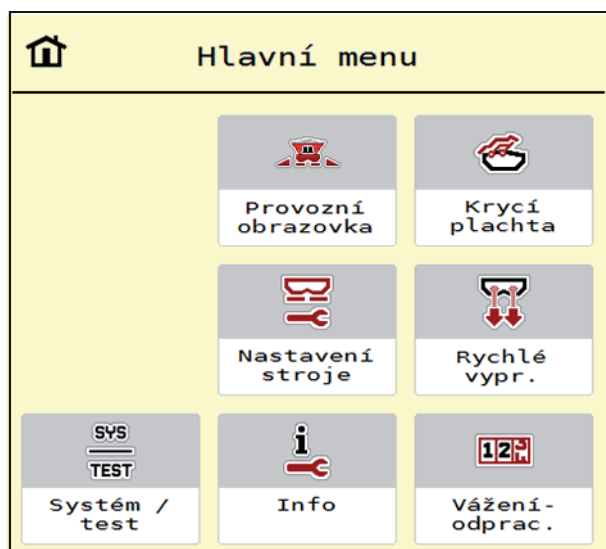 Hlavní menu
Provozní
obrazovka
Krycí
plachta
Nastavení
stroje
Rychlé
vypr.
SYS
TEST
Systém /
test
Info
Vážení-
odprac.